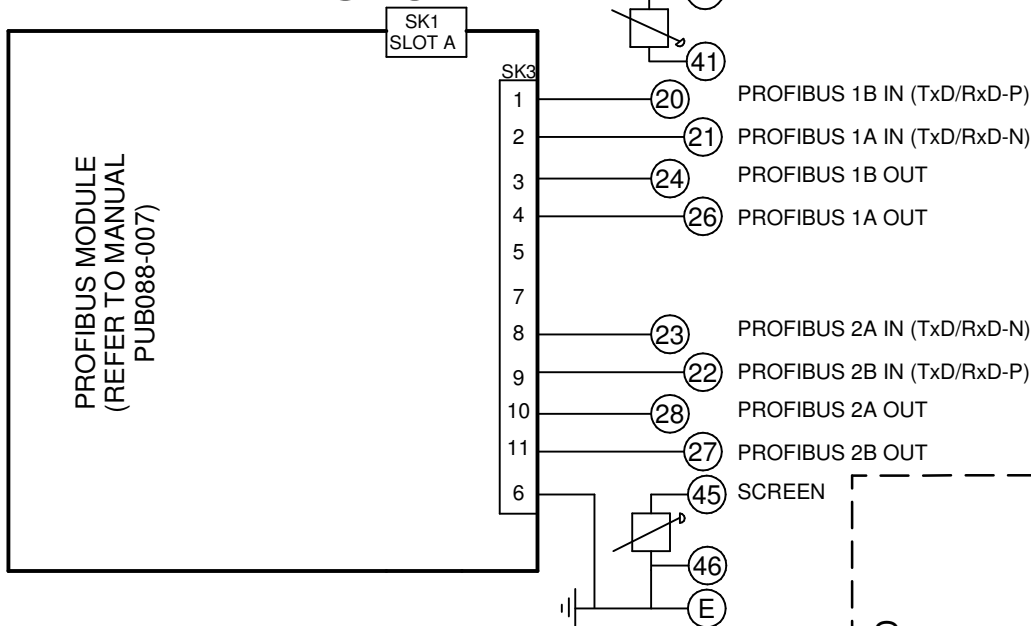 SK1
SLOT A
41
SK3
1
20
PROFIBUS 1B IN (TxD/RxD-P)
2
21
PROFIBUS 1A IN (TxD/RxD-N)
3
24
PROFIBUS 1B OUT
4
26
PROFIBUS 1A OUT
5
7
8
23
PROFIBUS 2A IN (TxD/RxD-N)
9
22
PROFIBUS 2B IN (TxD/RxD-P)
10
28
PROFIBUS 2A OUT
11
27
PROFIBUS 2B OUT
6
45
SCREEN
46
E
PROFIBUS MODULE
(REFER TO MANUAL
PUB088-007)